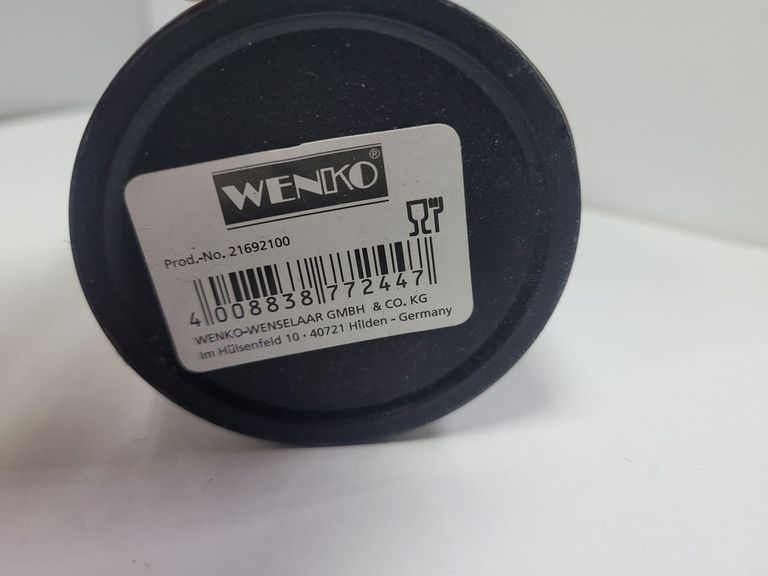 WENKO®
Prod.-No. 21692100
4 008838 772447
WENKO-WENSELAAR GMBH & CO. KG
Im Hülsenfeld 10 · 40721 Hilden - Germany